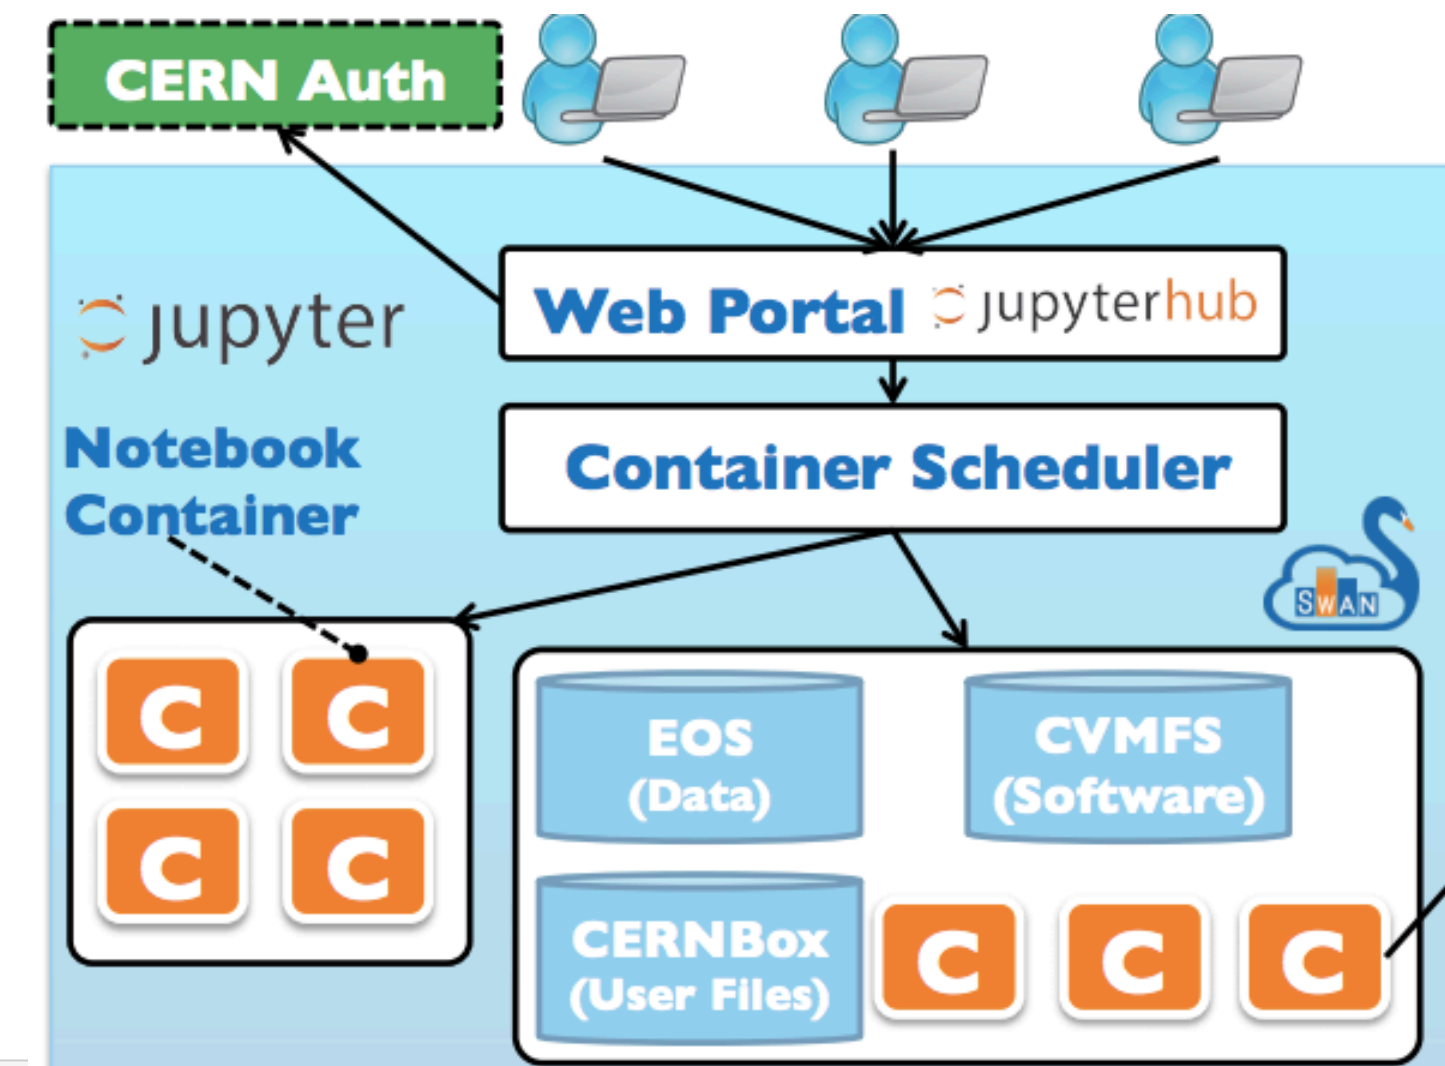 CERN Auth
jupyter
Web Portal jupyterhub
Notebook
Container
Container Scheduler
SWAN
C C
C C
EOS
(Data)
CVMFS
(Software)
CERNBox
(User Files)
C C C